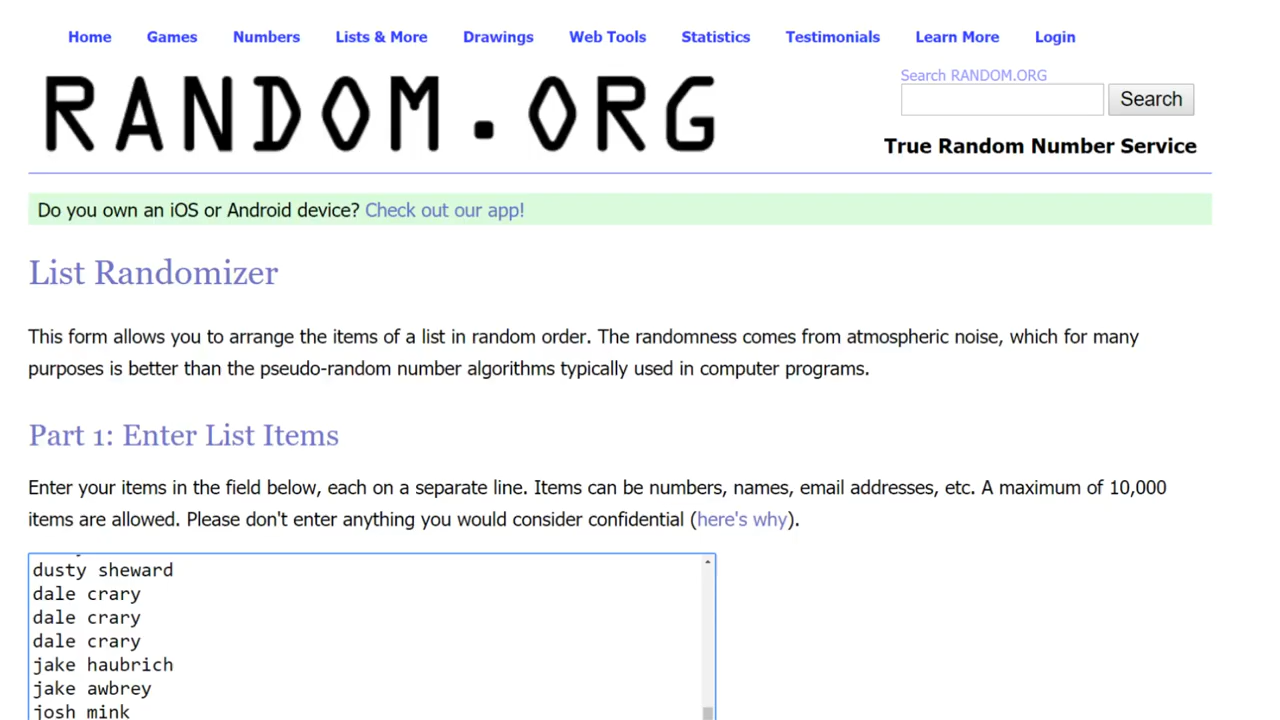 Home Games Numbers Lists & More Drawings Web Tools Statistics Testimonials Learn More Login
RANDOM.ORG
Search RANDOM.ORG
Search
True Random Number Service
Do you own an iOS or Android device? Check out our app!
List Randomizer
This form allows you to arrange the items of a list in random order. The randomness comes from atmospheric noise, which for many
purposes is better than the pseudo-random number algorithms typically used in computer programs.
Part 1: Enter List Items
Enter your items in the field below, each on a separate line. Items can be numbers, names, email addresses, etc. A maximum of 10,000
items are allowed. Please don't enter anything you would consider confidential (here's why).
dusty sheward
dale crary
dale crary
dale crary
jake haubrich
jake awbrey
josh mink